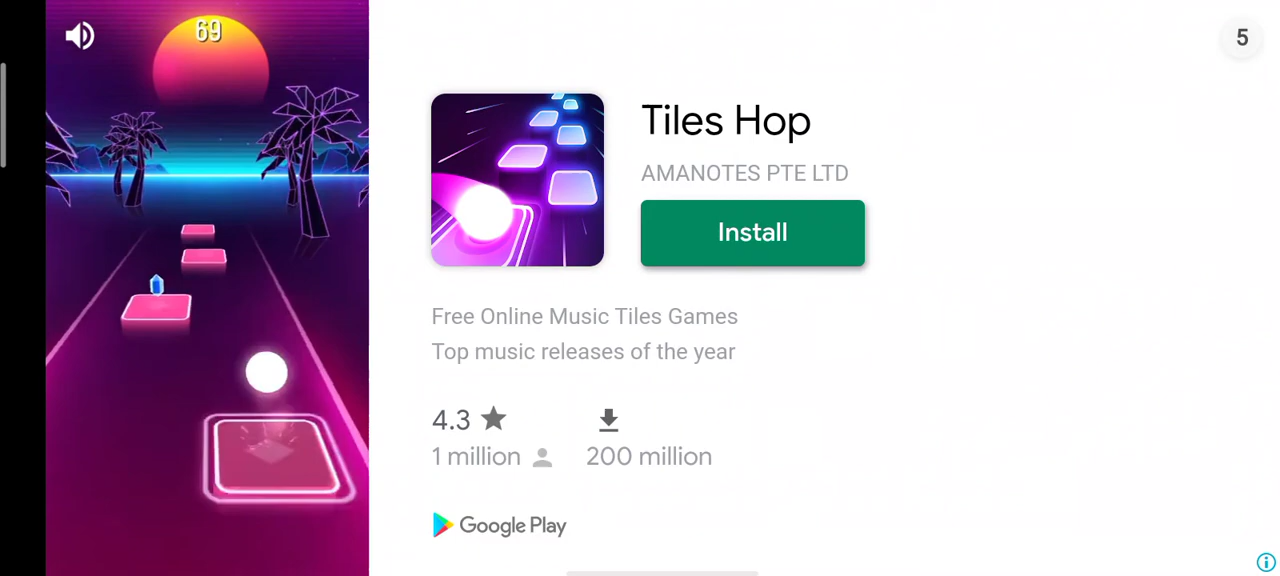 69
5
Tiles Hop
AMANOTES PTE LTD
Install
Free Online Music Tiles Games
Top music releases of the year
4.3
1 million
200 million
Google Play